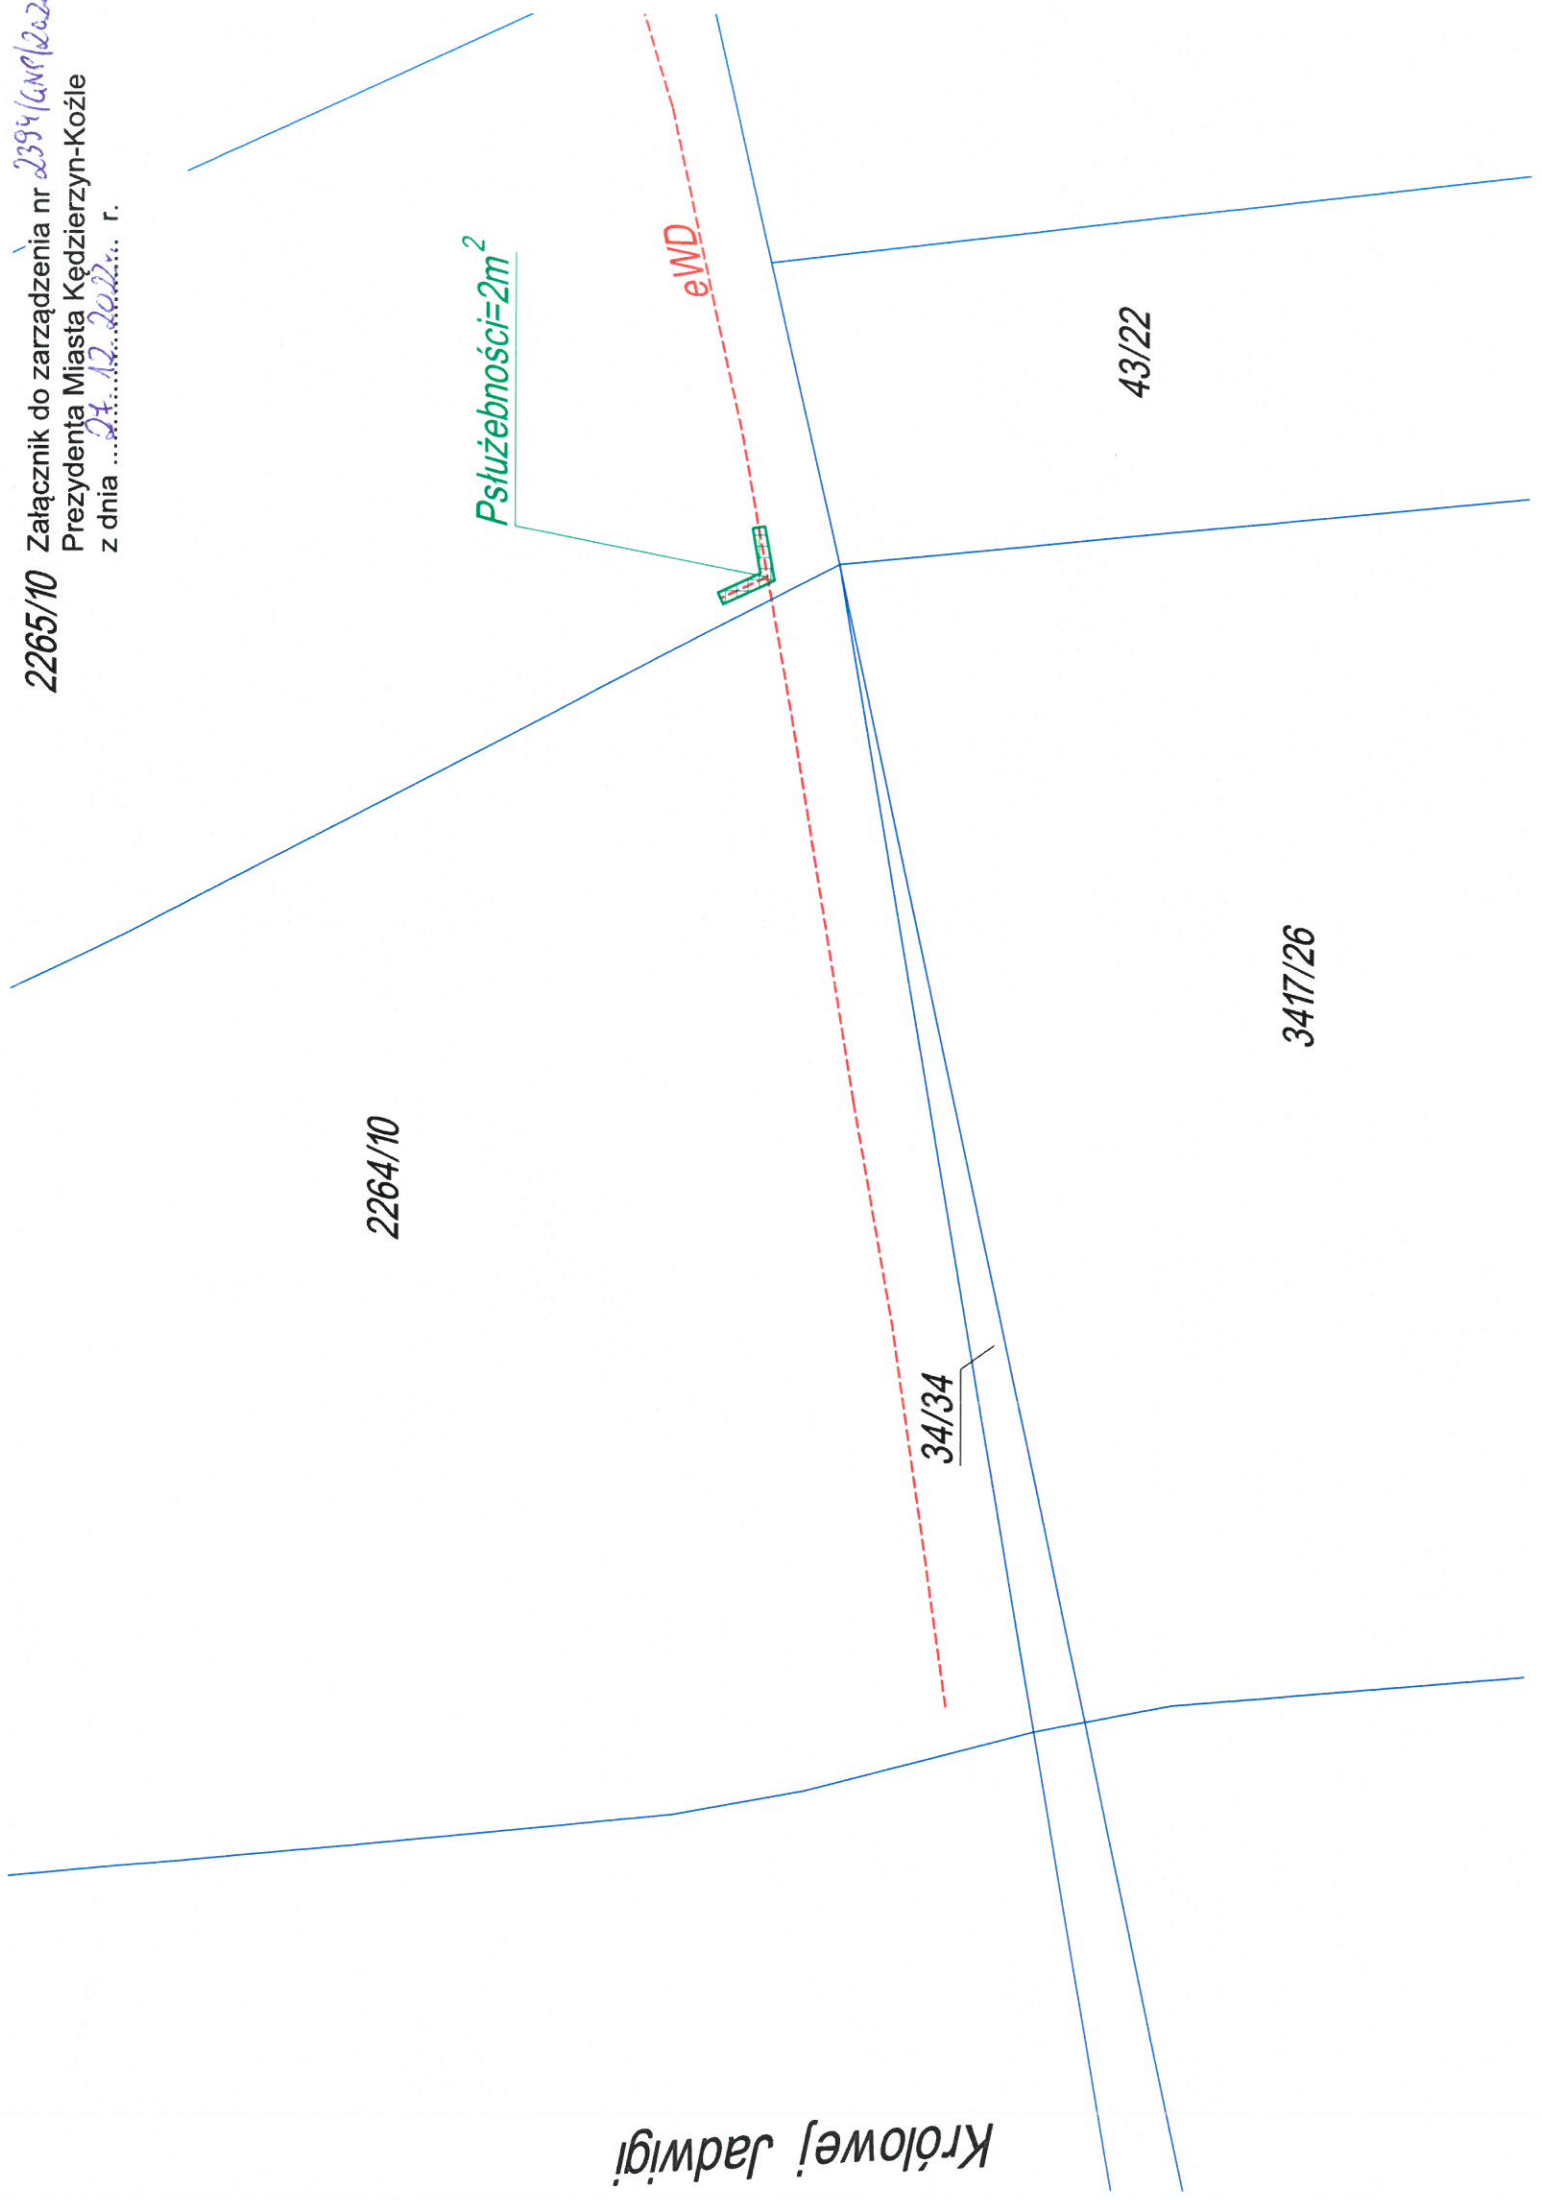 2265/10
Załącznik do zarządzenia nr 2394/GNP/202
Prezydenta Miasta Kędzierzyn-Koźle
z dnia 27.12.2022r. r.
Psłużebności=2m²
eWD
43/22
2264/10
3417/26
34/34
Królowej Jadwigi